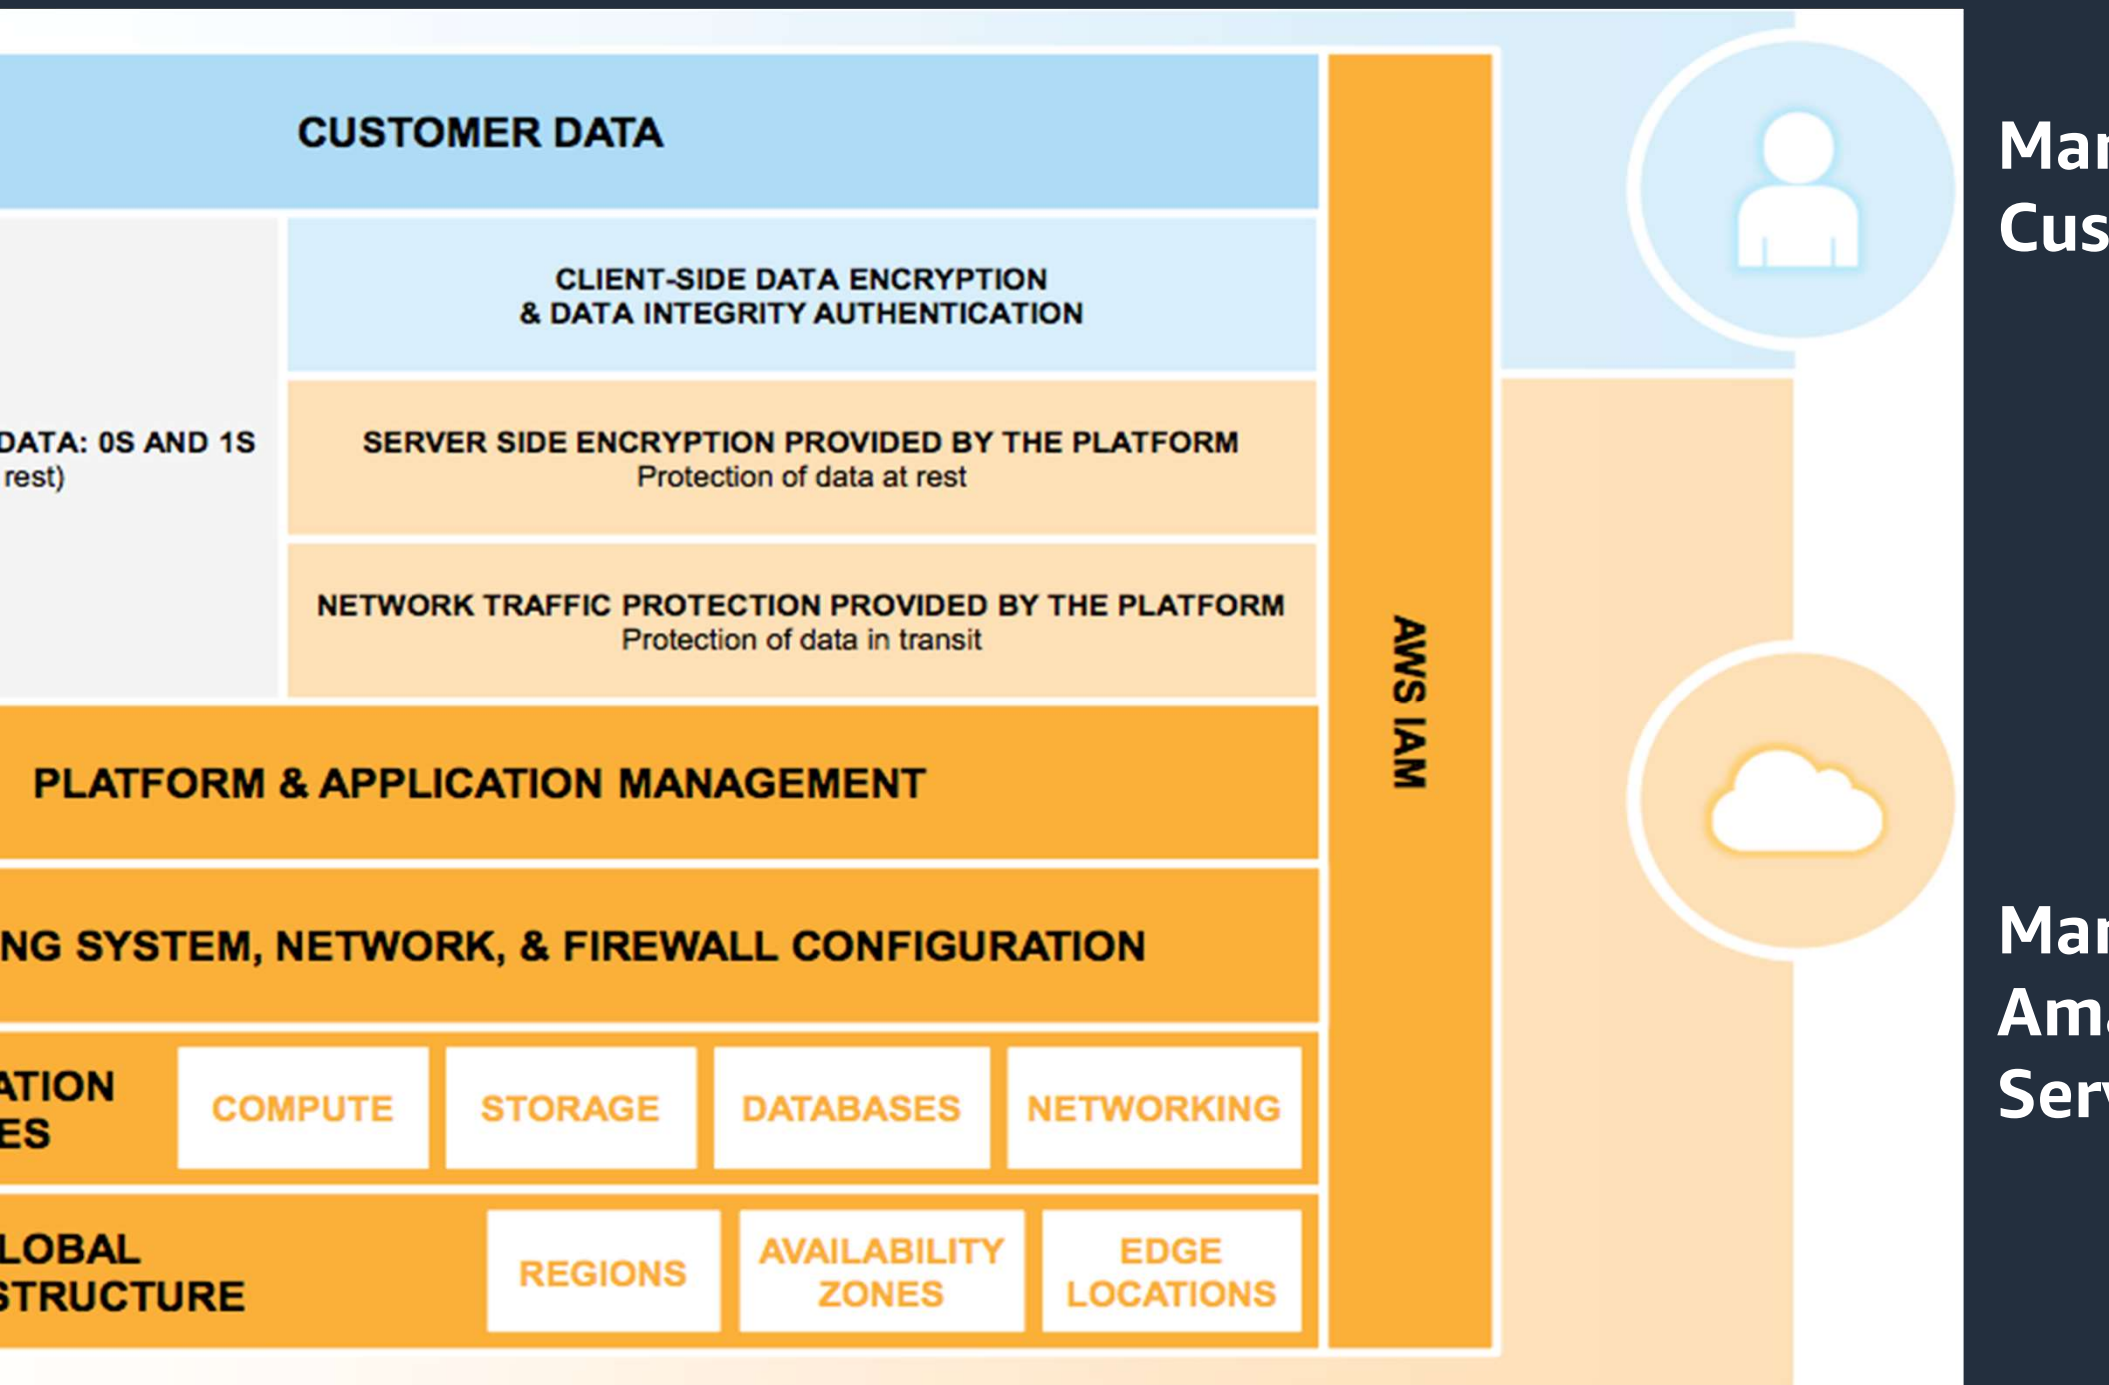 CUSTOMER DATA
CLIENT-SIDE DATA ENCRYPTION
& DATA INTEGRITY AUTHENTICATION
DATA: 0S AND 1S
rest)
SERVER SIDE ENCRYPTION PROVIDED BY THE PLATFORM
Protection of data at rest
NETWORK TRAFFIC PROTECTION PROVIDED BY THE PLATFORM
Protection of data in transit
PLATFORM & APPLICATION MANAGEMENT
NG SYSTEM, NETWORK, & FIREWALL CONFIGURATION
ATION
ES
COMPUTE
STORAGE
DATABASES
NETWORKING
LOBAL
STRUCTURE
REGIONS
AVAILABILITY
ZONES
EDGE
LOCATIONS
AWS IAM
Man
Cus
Man
Ama
Serv